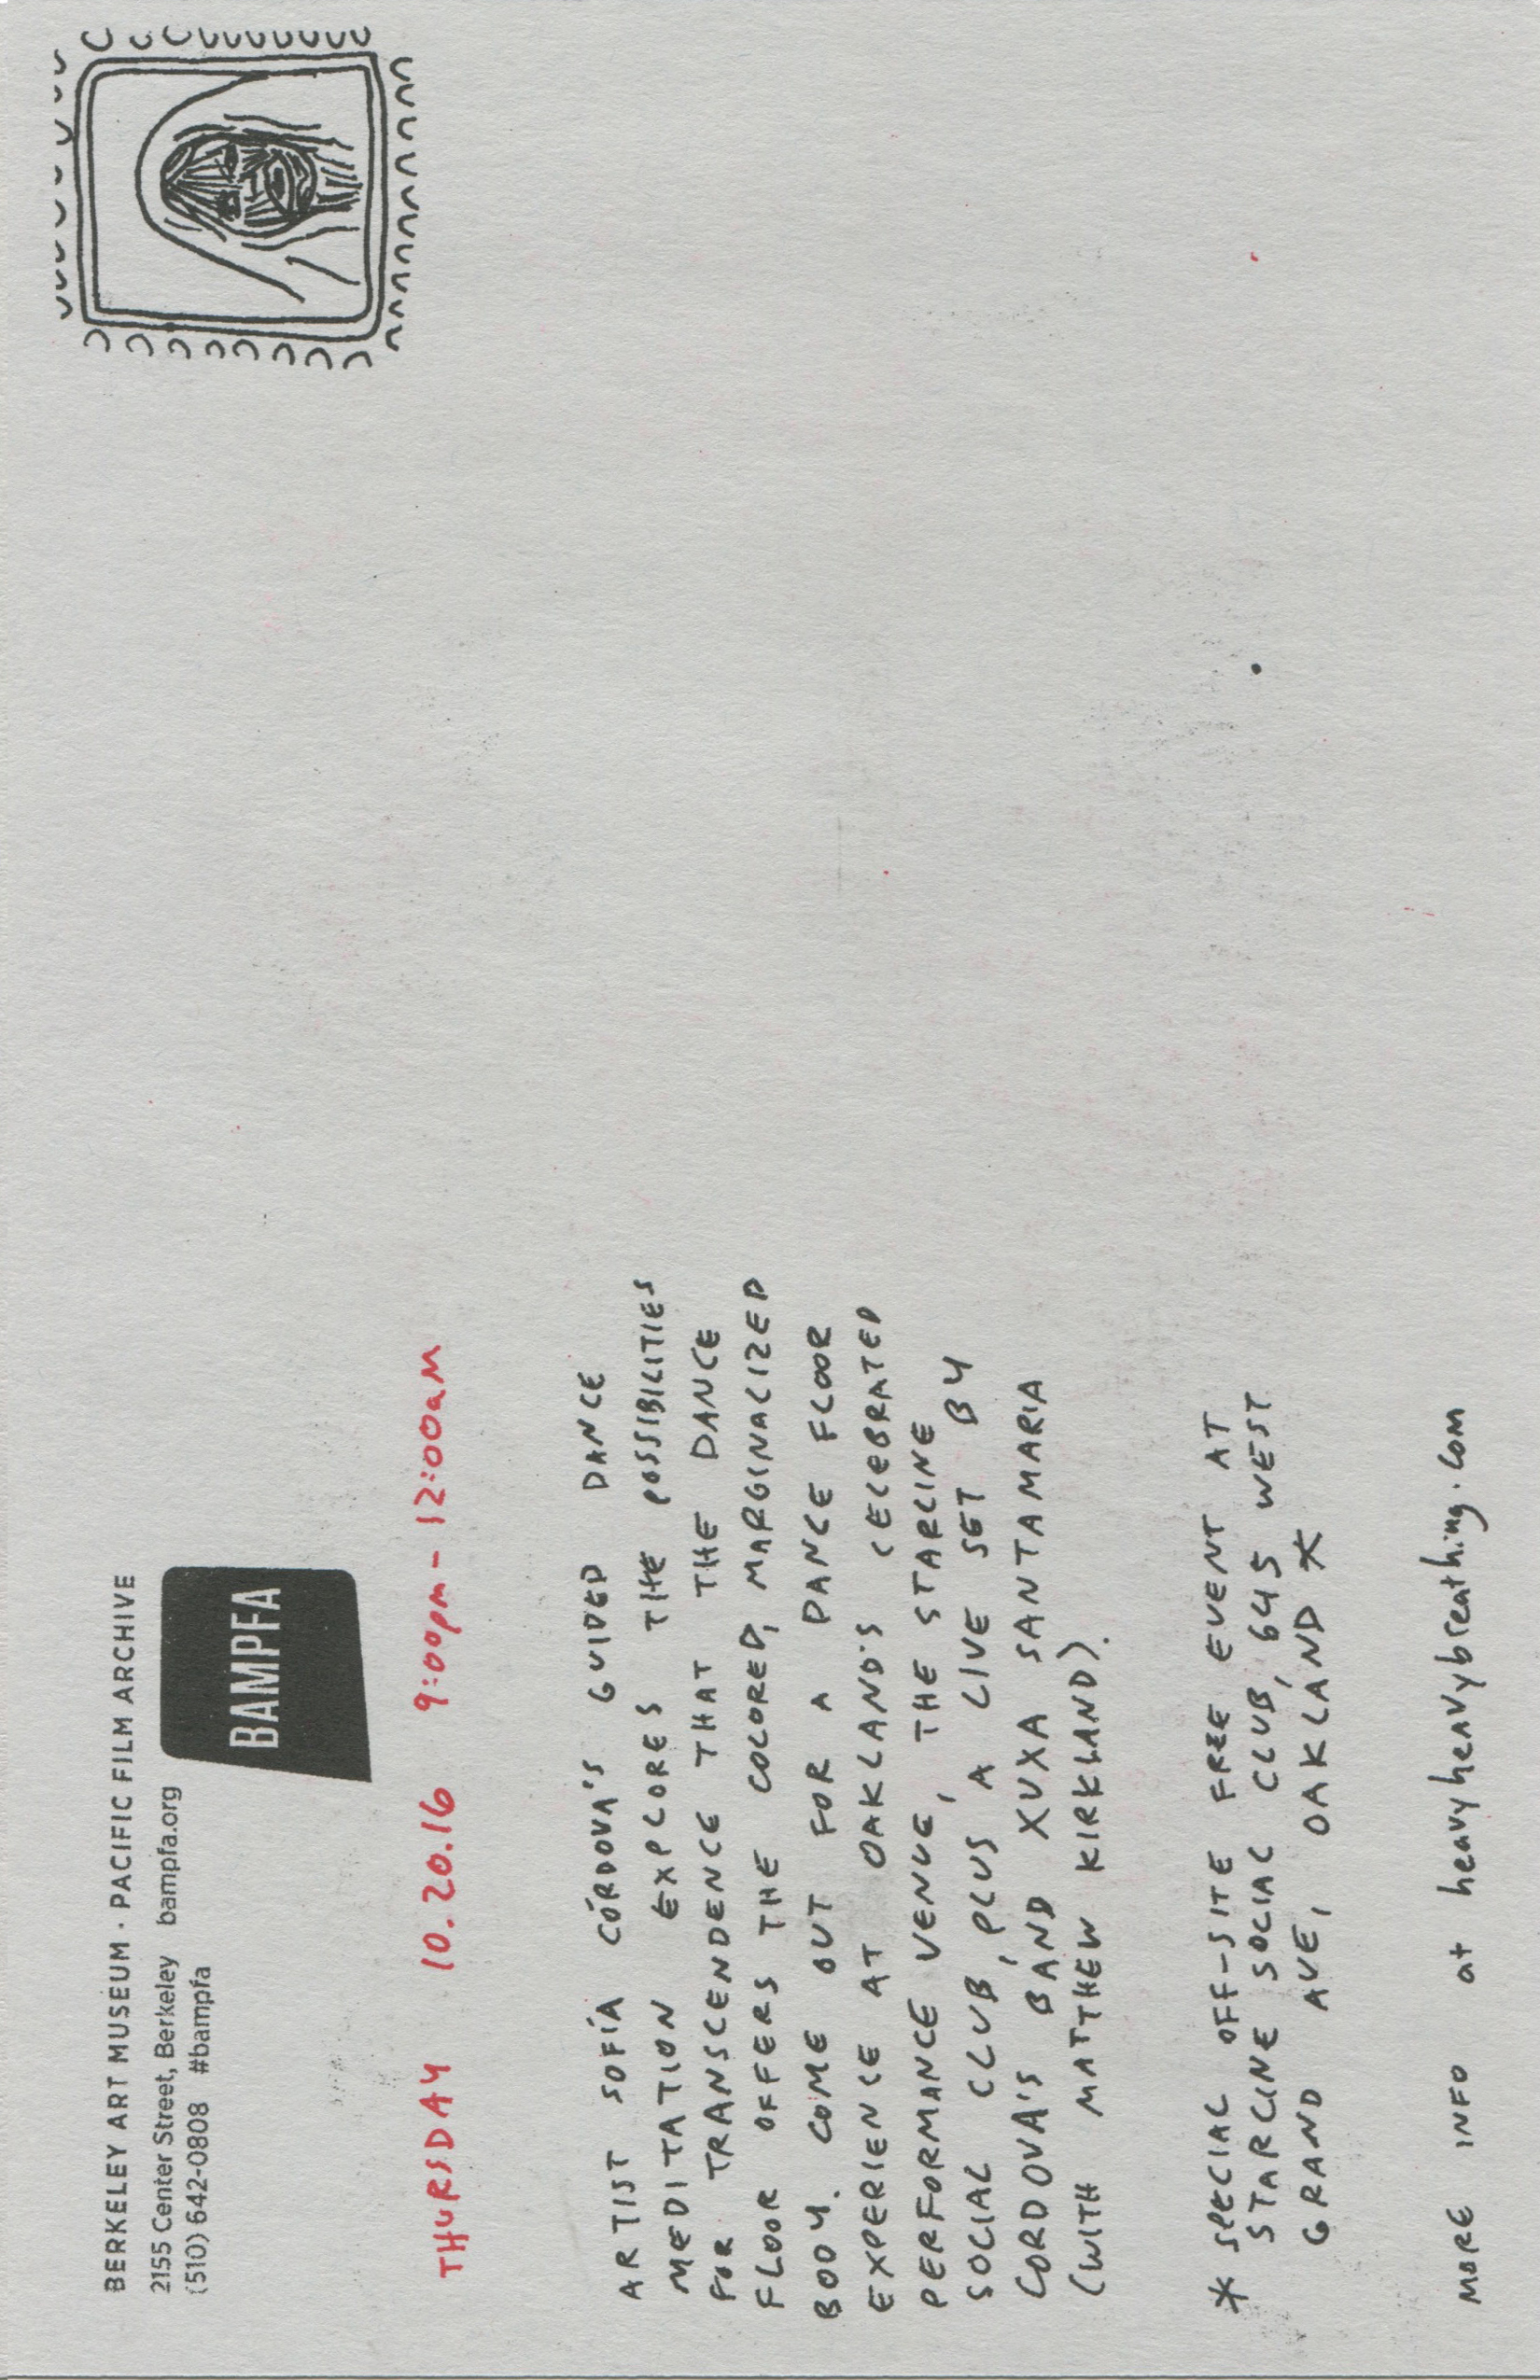 BERKELEY ART MUSEUM · PACIFIC FILM ARCHIVE
2155 Center Street, Berkeley bampfa.org
(510) 642-0808 #bampfa
BAMPFA
THURSDAY 10.20.16 9:00pm - 12:00am
ARTIST SOFÍA CÓRDOVA'S GUIDED DANCE
MEDITATION EXPLORES THE POSSIBILITIES
FOR TRANSCENDENCE THAT THE DANCE
FLOOR OFFERS THE COLORED, MARGINALIZED
BODY. COME OUT FOR A DANCE FLOOR
EXPERIENCE AT OAKLAND'S CELEBRATED
PERFORMANCE VENUE, THE STARLINE
SOCIAL CLUB, PLUS A LIVE SET BY
CÓRDOVA'S BAND XUXA SANTAMARIA
(WITH MATTHEW KIRKLAND).
* SPECIAL OFF-SITE FREE EVENT AT
STARLINE SOCIAL CLUB, 645 WEST
GRAND AVE, OAKLAND *
MORE INFO at heavyheavybreathing.com